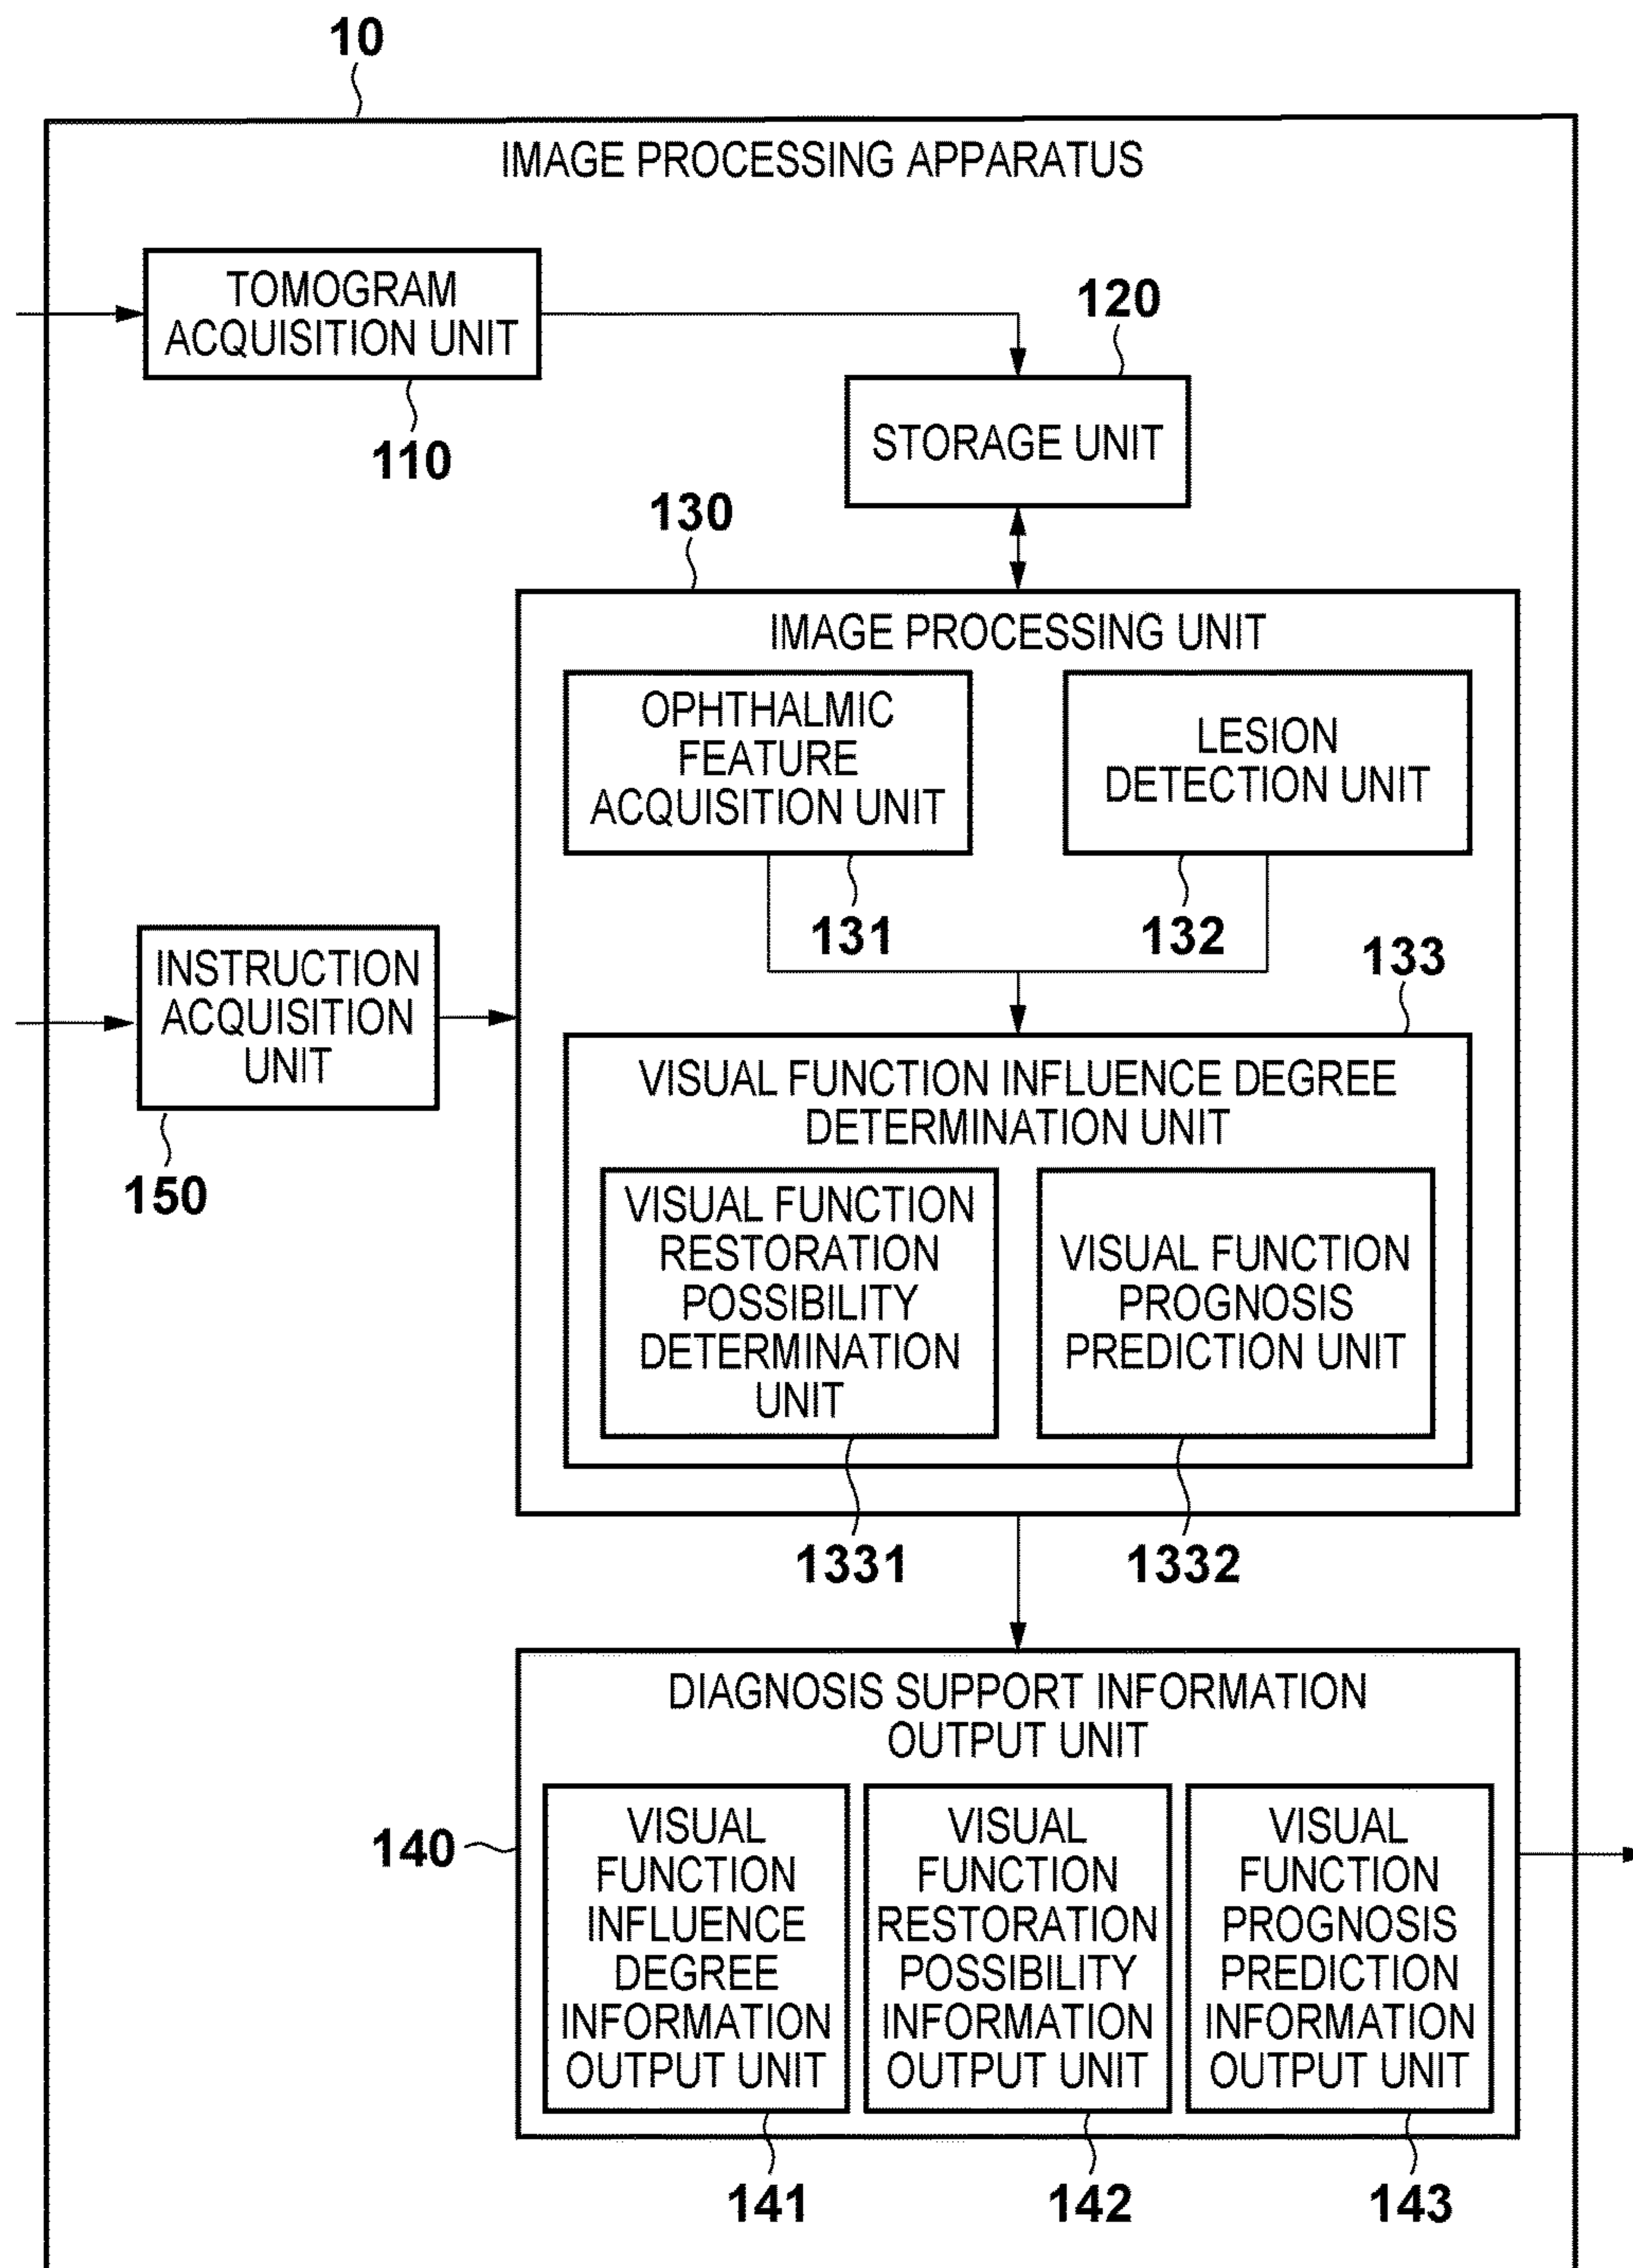 10
IMAGE PROCESSING APPARATUS
TOMOGRAM
ACQUISITION UNIT
110
120
STORAGE UNIT
130
IMAGE PROCESSING UNIT
OPHTHALMIC
FEATURE
ACQUISITION UNIT
131
LESION
DETECTION UNIT
132
133
INSTRUCTION
ACQUISITION
UNIT
150
VISUAL FUNCTION INFLUENCE DEGREE
DETERMINATION UNIT
VISUAL FUNCTION
RESTORATION
POSSIBILITY
DETERMINATION
UNIT
1331
VISUAL FUNCTION
PROGNOSIS
PREDICTION UNIT
1332
DIAGNOSIS SUPPORT INFORMATION
OUTPUT UNIT
140
VISUAL
FUNCTION
INFLUENCE
DEGREE
INFORMATION
OUTPUT UNIT
141
VISUAL
FUNCTION
RESTORATION
POSSIBILITY
INFORMATION
OUTPUT UNIT
142
VISUAL
FUNCTION
PROGNOSIS
PREDICTION
INFORMATION
OUTPUT UNIT
143